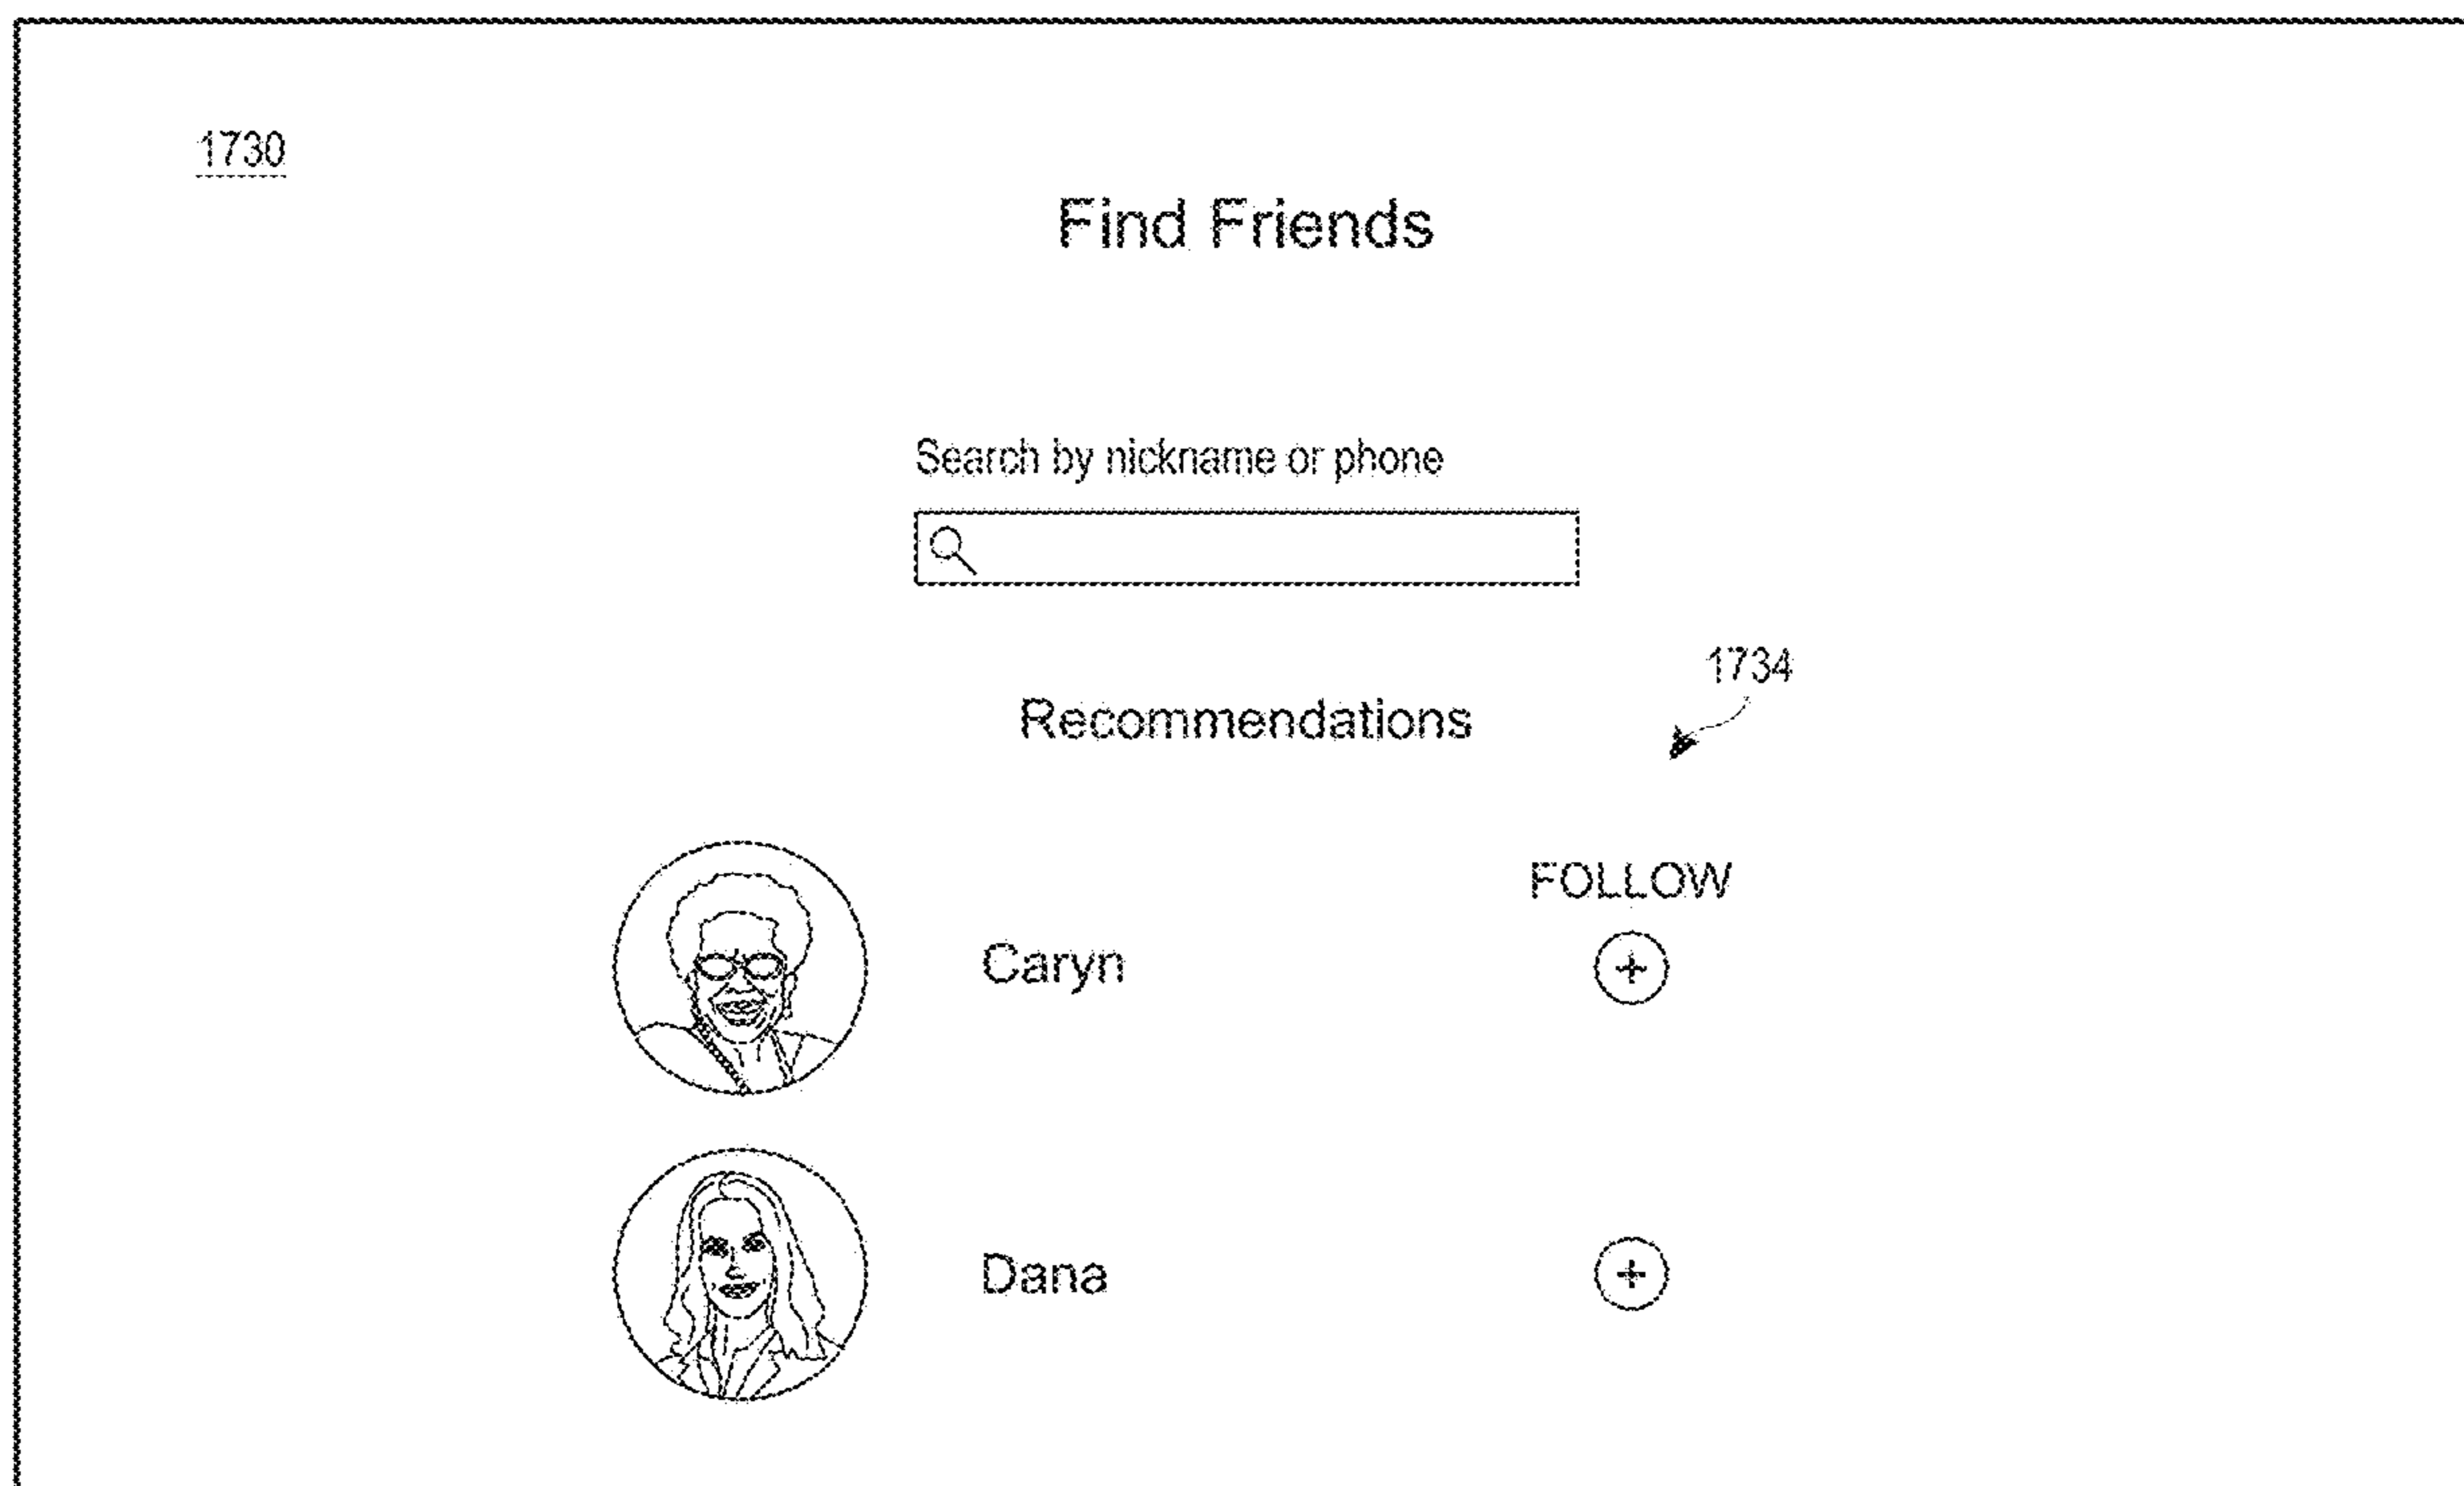 1730
Find Friends
Search by nickname or phone
1734
Recommendations
FOLLOW
Caryn
+
Dana
+